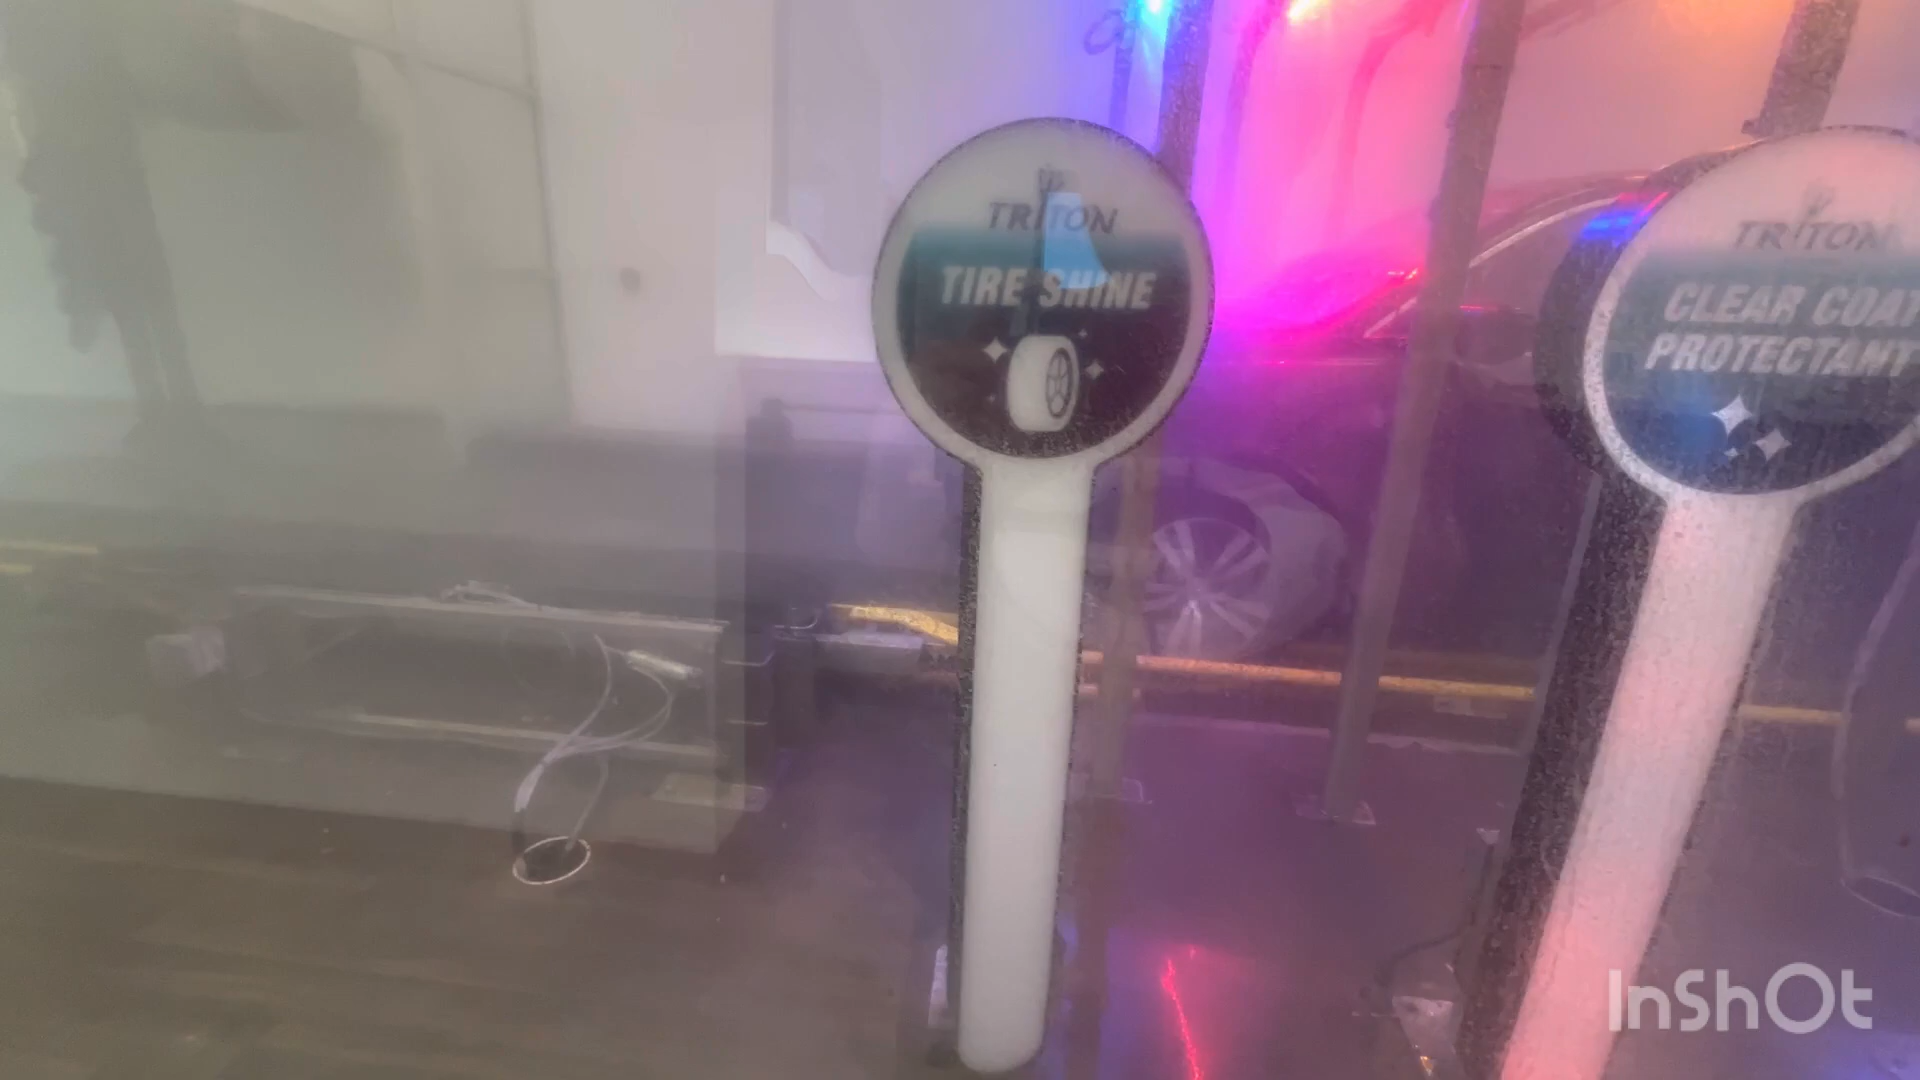 TRITON
TIRE SHINE
TRITON
CLEAR COAT
PROTECTANT
InShOt